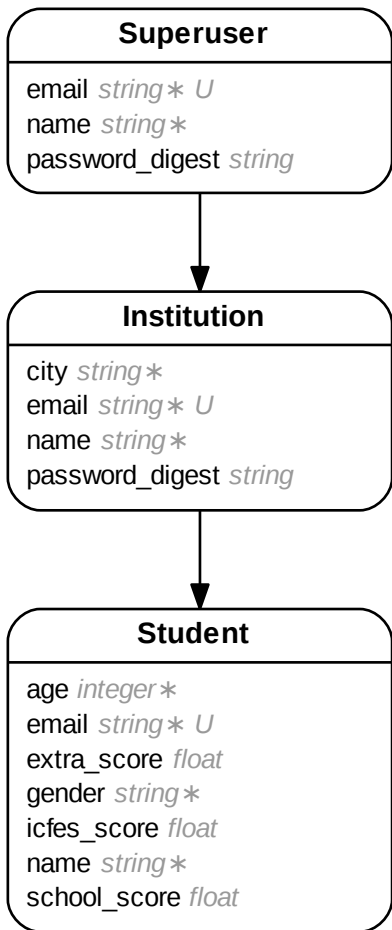 Superuser
email string∗ U
name string∗
password_digest string
Institution
city string∗
email string∗ U
name string∗
password_digest string
Student
age integer∗
email string∗ U
extra_score float
gender string∗
icfes_score float
name string∗
school_score float